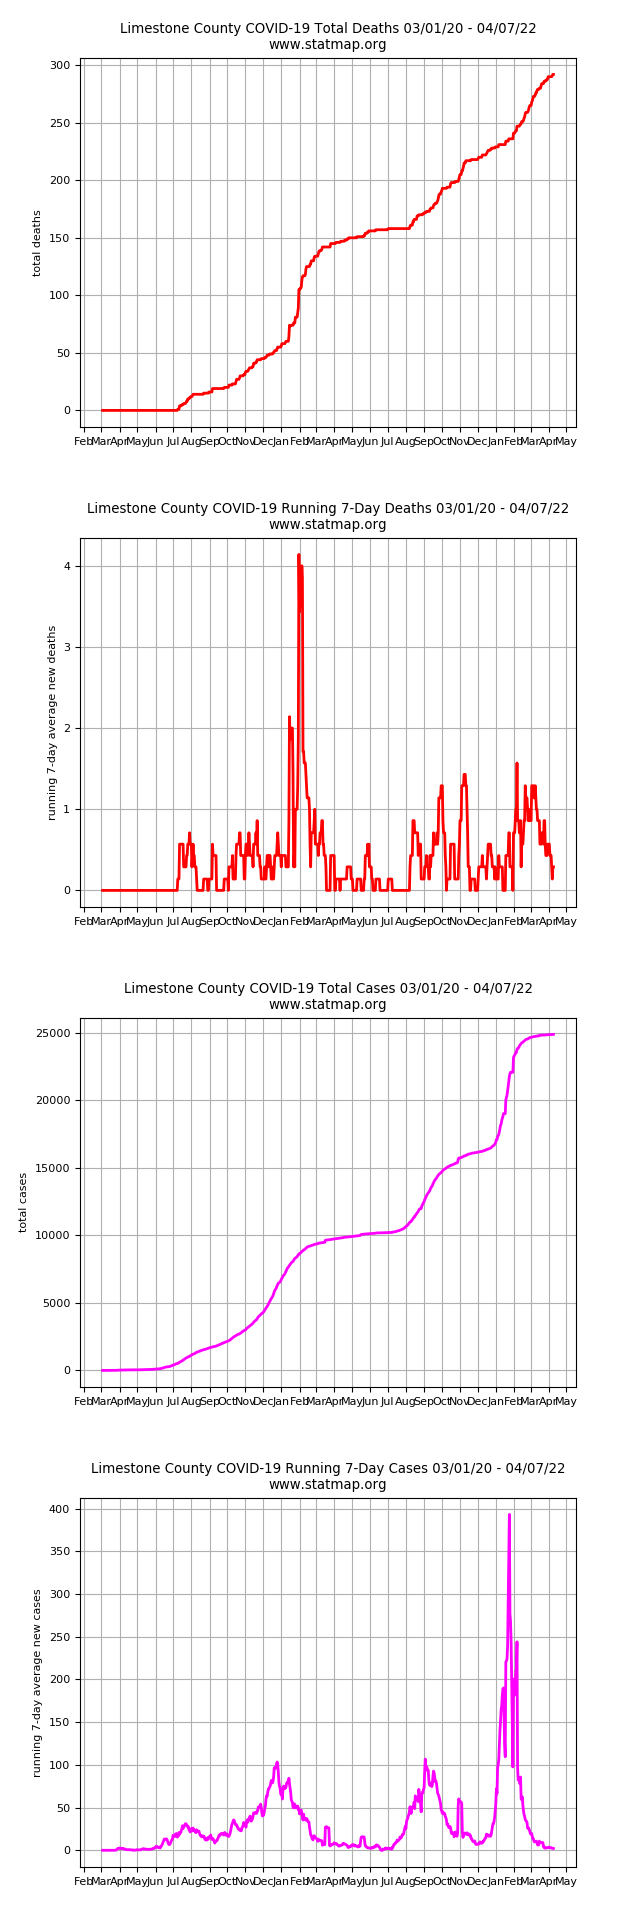 Limestone County COVID-19 Total Deaths 03/01/20 - 04/07/22
www.statmap.org
300
250
200
150
100
50
0
total deaths
Feb Mar Apr May Jun Jul Aug Sep Oct Nov Dec Jan Feb Mar Apr May Jun Jul Aug Sep Oct Nov Dec Jan Feb Mar Apr May
Limestone County COVID-19 Running 7-Day Deaths 03/01/20 - 04/07/22
www.statmap.org
4
3
2
1
0
running 7-day average new deaths
Feb Mar Apr May Jun Jul Aug Sep Oct Nov Dec Jan Feb Mar Apr May Jun Jul Aug Sep Oct Nov Dec Jan Feb Mar Apr May
Limestone County COVID-19 Total Cases 03/01/20 - 04/07/22
www.statmap.org
25000
20000
15000
10000
5000
0
total cases
Feb Mar Apr May Jun Jul Aug Sep Oct Nov Dec Jan Feb Mar Apr May Jun Jul Aug Sep Oct Nov Dec Jan Feb Mar Apr May
Limestone County COVID-19 Running 7-Day Cases 03/01/20 - 04/07/22
www.statmap.org
400
350
300
250
200
150
100
50
0
running 7-day average new cases
Feb Mar Apr May Jun Jul Aug Sep Oct Nov Dec Jan Feb Mar Apr May Jun Jul Aug Sep Oct Nov Dec Jan Feb Mar Apr May